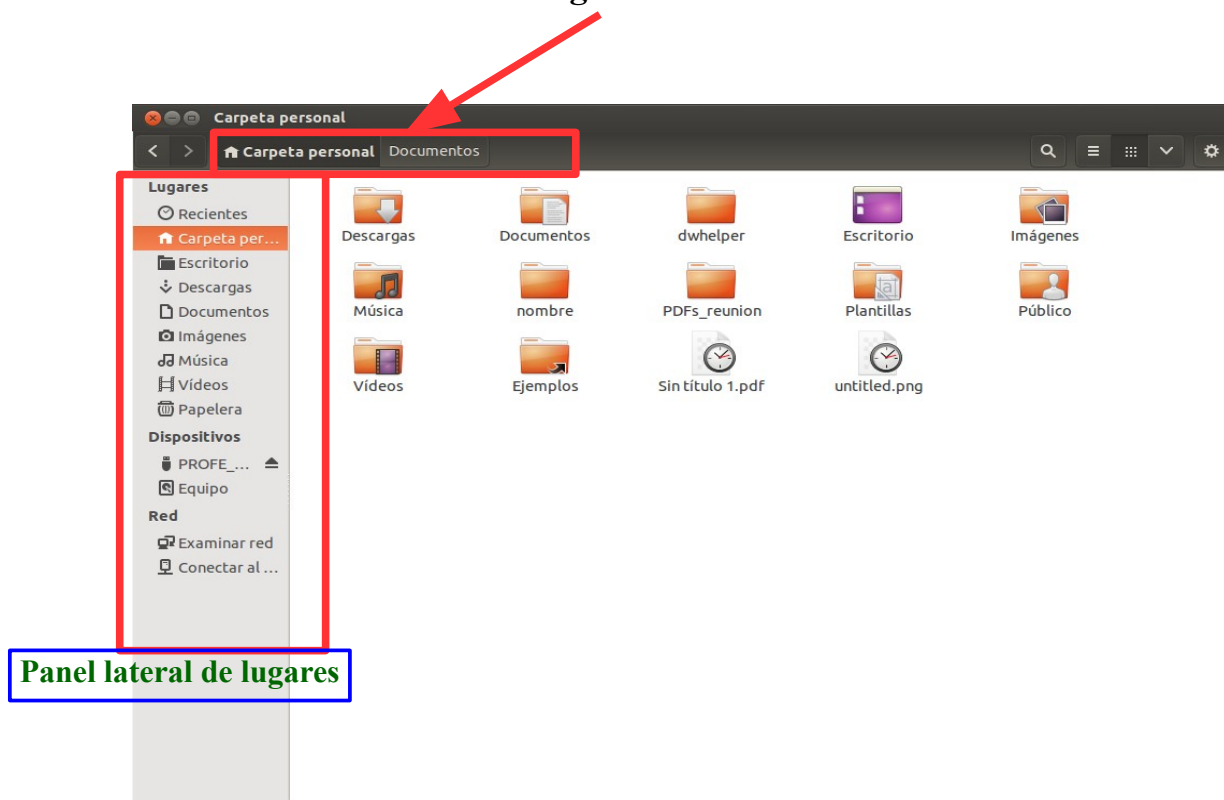 Carpeta personal
Carpeta personal Documentos
Lugares
Recientes
Carpeta per...
Escritorio
Descargas
Documentos
Imágenes
Música
Vídeos
Papelera
Dispositivos
PROFE_...
Equipo
Red
Examinar red
Conectar al ...
Descargas Documentos dwhelper Escritorio Imágenes
Música nombre PDFs_reunion Plantillas Público
Vídeos Ejemplos Sin título 1.pdf untitled.png
Panel lateral de lugares